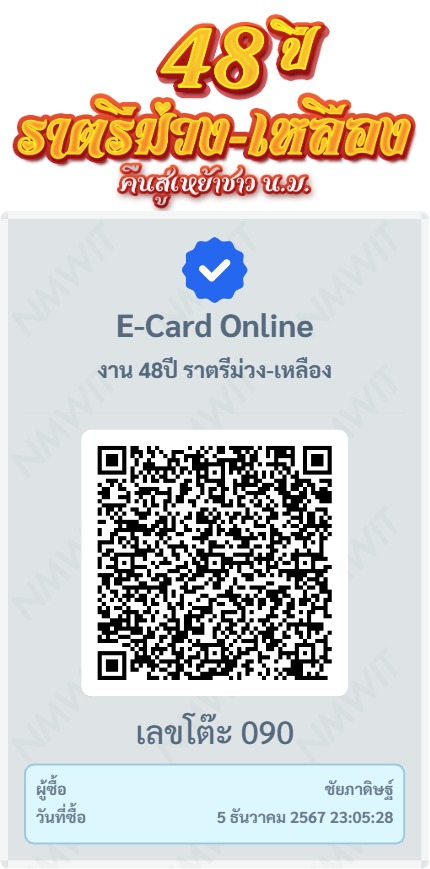 48 ปี
ราตรีม่วง-เหลือง
คืนสู่เหย้าชาว น.ม.
E-Card Online
งาน 48ปี ราตรีม่วง-เหลือง
เลขโต๊ะ 090
ผู้ซื้อ ชัยภาดิษฐ์
วันที่ซื้อ 5 ธันวาคม 2567 23:05:28
NMWIT